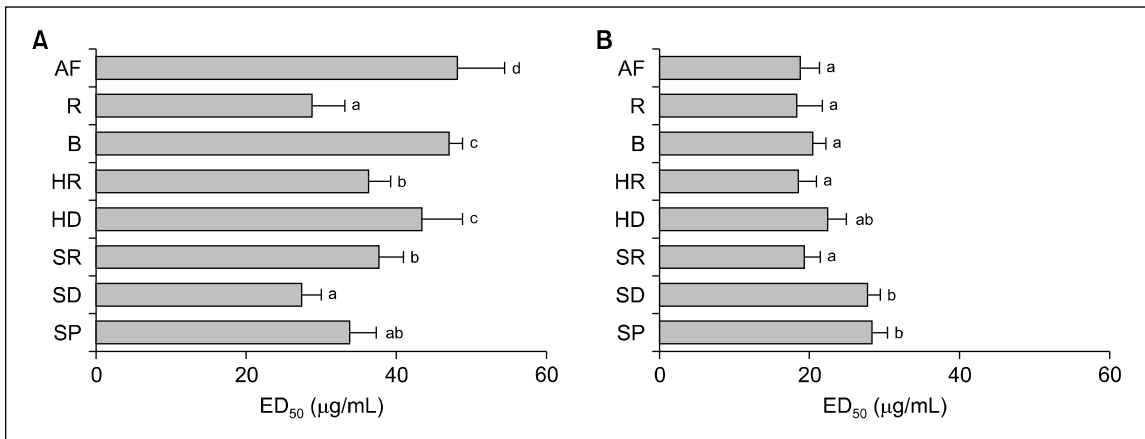 A
AF
d
R
a
B
c
HR
b
HD
c
SR
b
SD
a
SP
ab
0 20 40 60
ED50 (μg/mL)
B
AF
a
R
a
B
a
HR
a
HD
ab
SR
a
SD
b
SP
b
0 20 40 60
ED50 (μg/mL)